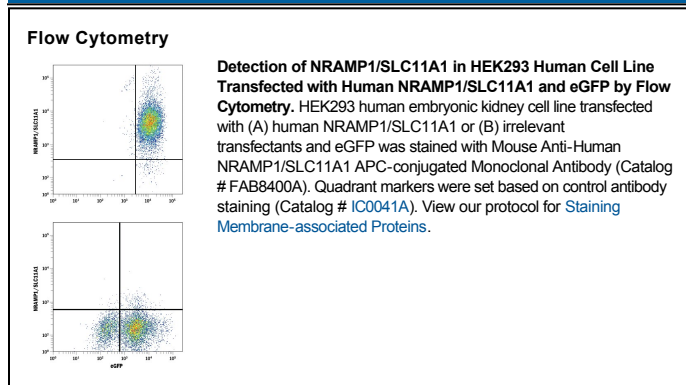 Flow Cytometry
Detection of NRAMP1/SLC11A1 in HEK293 Human Cell Line
Transfected with Human NRAMP1/SLC11A1 and eGFP by Flow
Cytometry. HEK293 human embryonic kidney cell line transfected
with (A) human NRAMP1/SLC11A1 or (B) irrelevant
transfectants and eGFP was stained with Mouse Anti-Human
NRAMP1/SLC11A1 APC-conjugated Monoclonal Antibody (Catalog
# FAB8400A). Quadrant markers were set based on control antibody
staining (Catalog # IC0041A). View our protocol for Staining
Membrane-associated Proteins.
NRAMP1/SLC11A1
NRAMP1/SLC11A1
eGFP